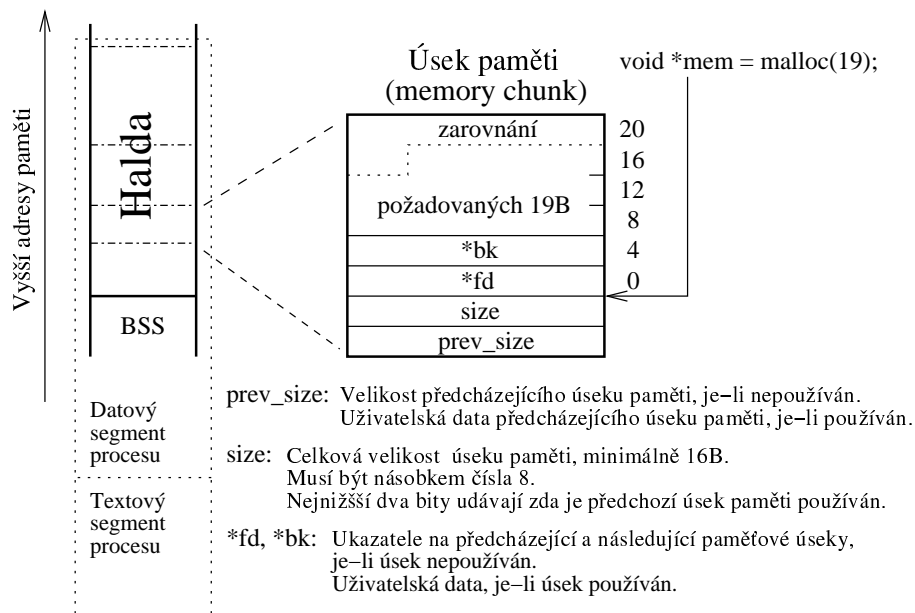 Vyšší adresy paměti
Halda
BSS
Datový
segment
procesu
Textový
segment
procesu
Úsek paměti
(memory chunk)
void *mem = malloc(19);
zarovnání
požadovaných 19B
*bk
*fd
size
prev_size
20
16
12
8
4
0
prev_size: Velikost předcházejícího úseku paměti, je–li nepoužíván.
Uživatelská data předcházejícího úseku paměti, je–li používán.
size: Celková velikost úseku paměti, minimálně 16B.
Musí být násobkem čísla 8.
Nejnižšší dva bity udávají zda je předchozí úsek paměti používán.
*fd, *bk: Ukazatele na předcházející a následující paměťové úseky,
je–li úsek nepoužíván.
Uživatelská data, je–li úsek používán.